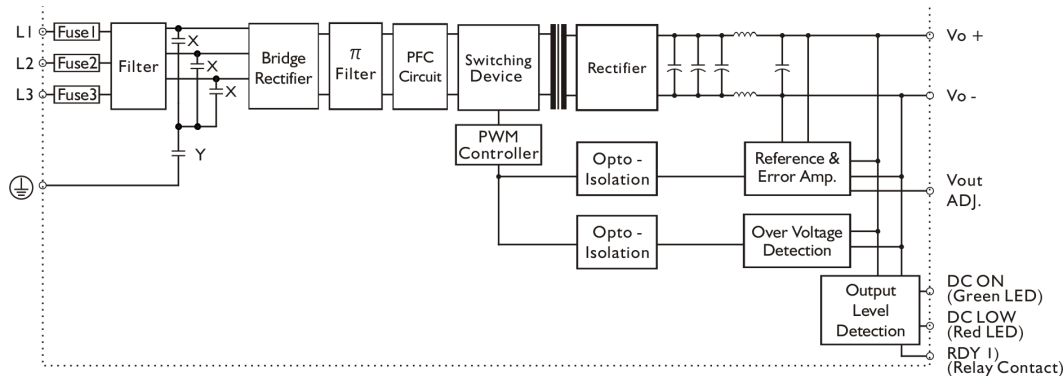 L1
Fuse1
L2
Fuse2
L3
Fuse3
Filter
X
X
X
Y
Bridge
Rectifier
π
Filter
PFC
Circuit
Switching
Device
Rectifier
PWM
Controller
Opto -
Isolation
Reference &
Error Amp.
Opto -
Isolation
Over Voltage
Detection
Output
Level
Detection
Vo +
Vo -
Vout
ADJ.
DC ON
(Green LED)
DC LOW
(Red LED)
RDY 1)
(Relay Contact)